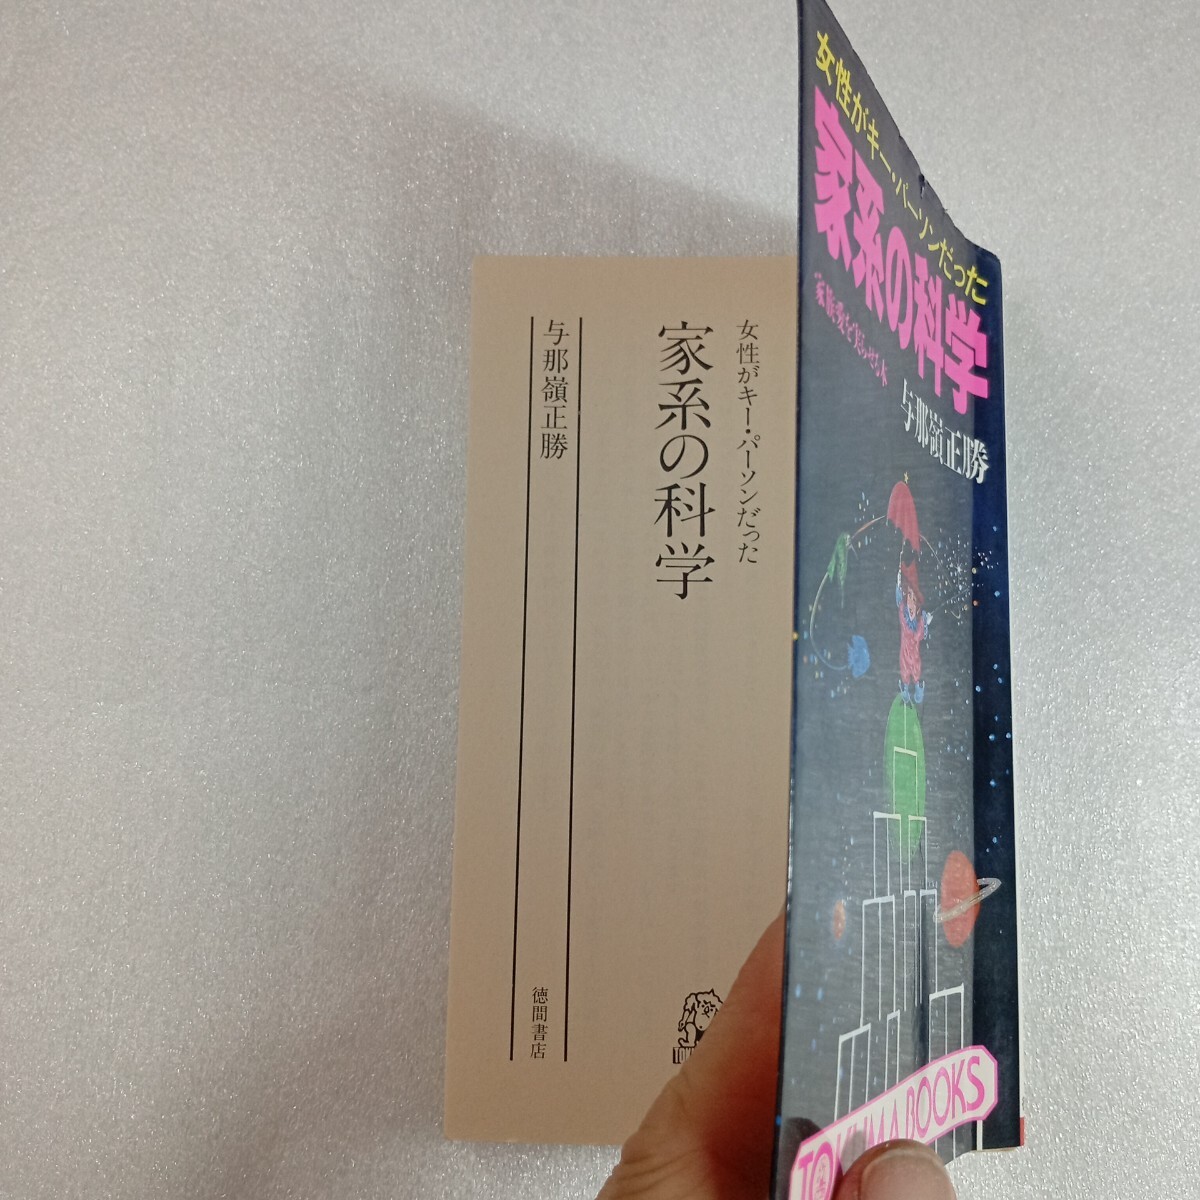 女性がキー・パーソンだった
家系の科学
家族愛を実らせる本
与那嶺正勝
TOKUMA BOOKS
女性がキー・パーソンだった
家系の科学
与那嶺正勝
徳間書店